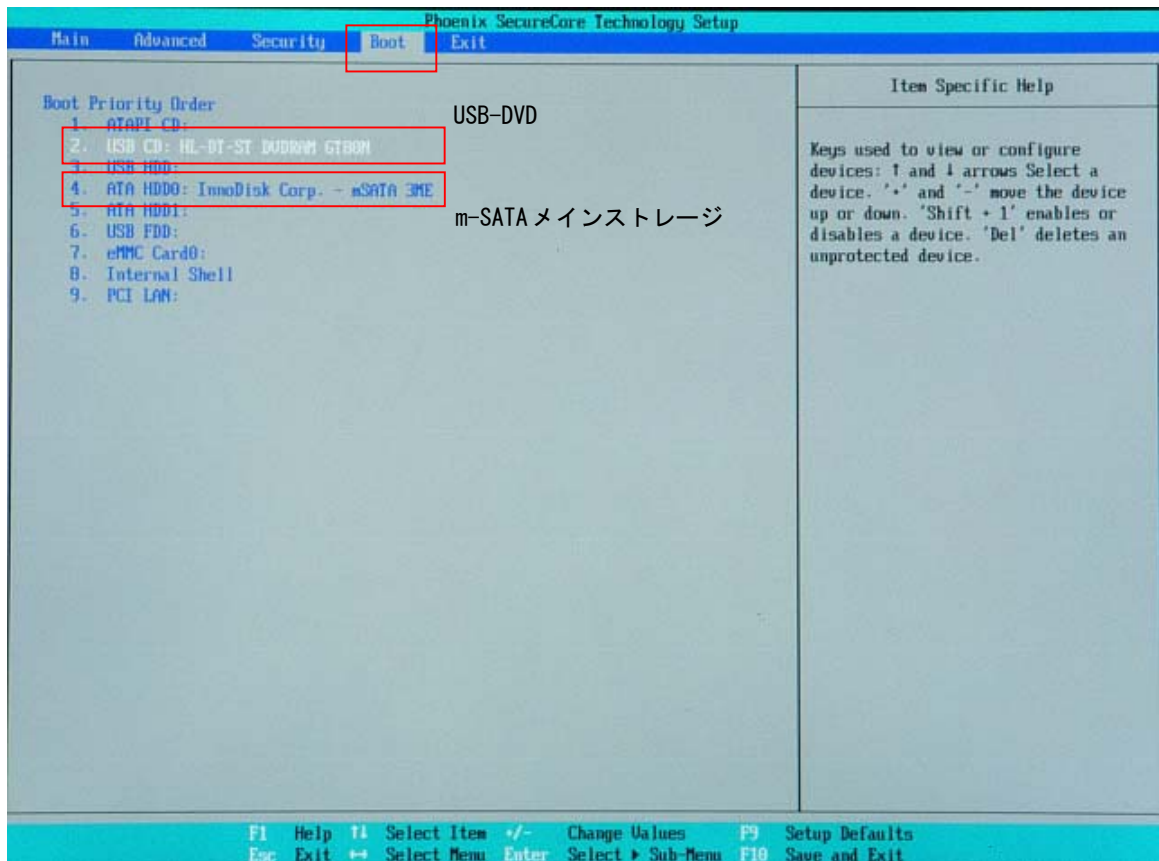 Phoenix SecureCore Technology Setup
Main Advanced Security Boot Exit
Boot Priority Order
1. ATAPI CD:
2. USB CD: HL-DT-ST DVDRAM GT80N
3. USB HDD:
4. ATA HDD0: InnoDisk Corp. - mSATA 3ME
5. ATA HDD1:
6. USB FDD:
7. eMMC Card0:
8. Internal Shell
9. PCI LAN:
USB-DVD
m-SATAメインストレージ
Item Specific Help
Keys used to view or configure
devices: ↑ and ↓ arrows Select a
device. '+' and '-' move the device
up or down. 'Shift + 1' enables or
disables a device. 'Del' deletes an
unprotected device.
F1 Help ↑↓ Select Item +/- Change Values F9 Setup Defaults
Esc Exit ↔ Select Menu Enter Select ▶ Sub-Menu F10 Save and Exit